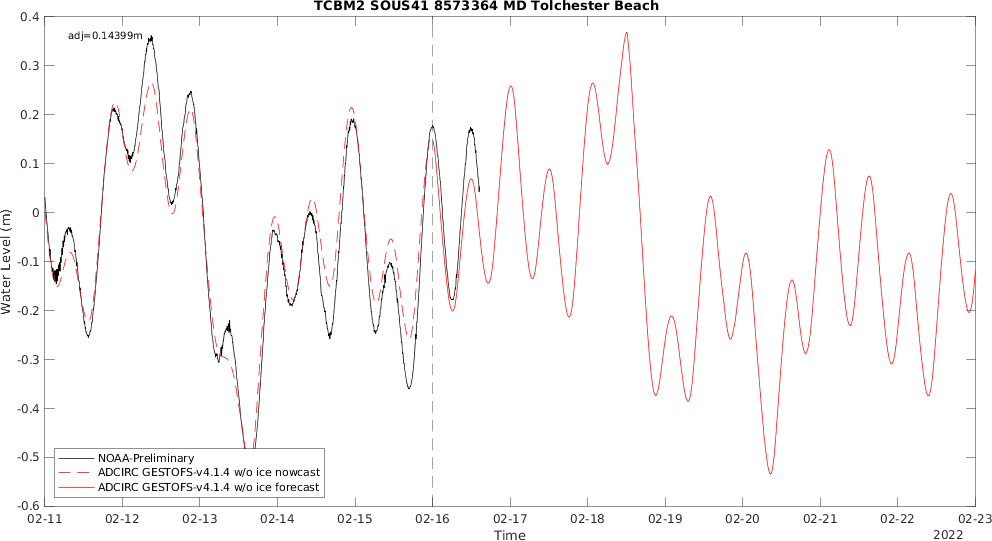 TCBM2 SOUS41 8573364 MD Tolchester Beach
adj=0.14399m
0.4
0.3
0.2
0.1
0
-0.1
-0.2
-0.3
-0.4
-0.5
-0.6
Water Level (m)
NOAA-Preliminary
ADCIRC GESTOFS-v4.1.4 w/o ice nowcast
ADCIRC GESTOFS-v4.1.4 w/o ice forecast
02-11 02-12 02-13 02-14 02-15 02-16 02-17 02-18 02-19 02-20 02-21 02-22 02-23
Time
2022